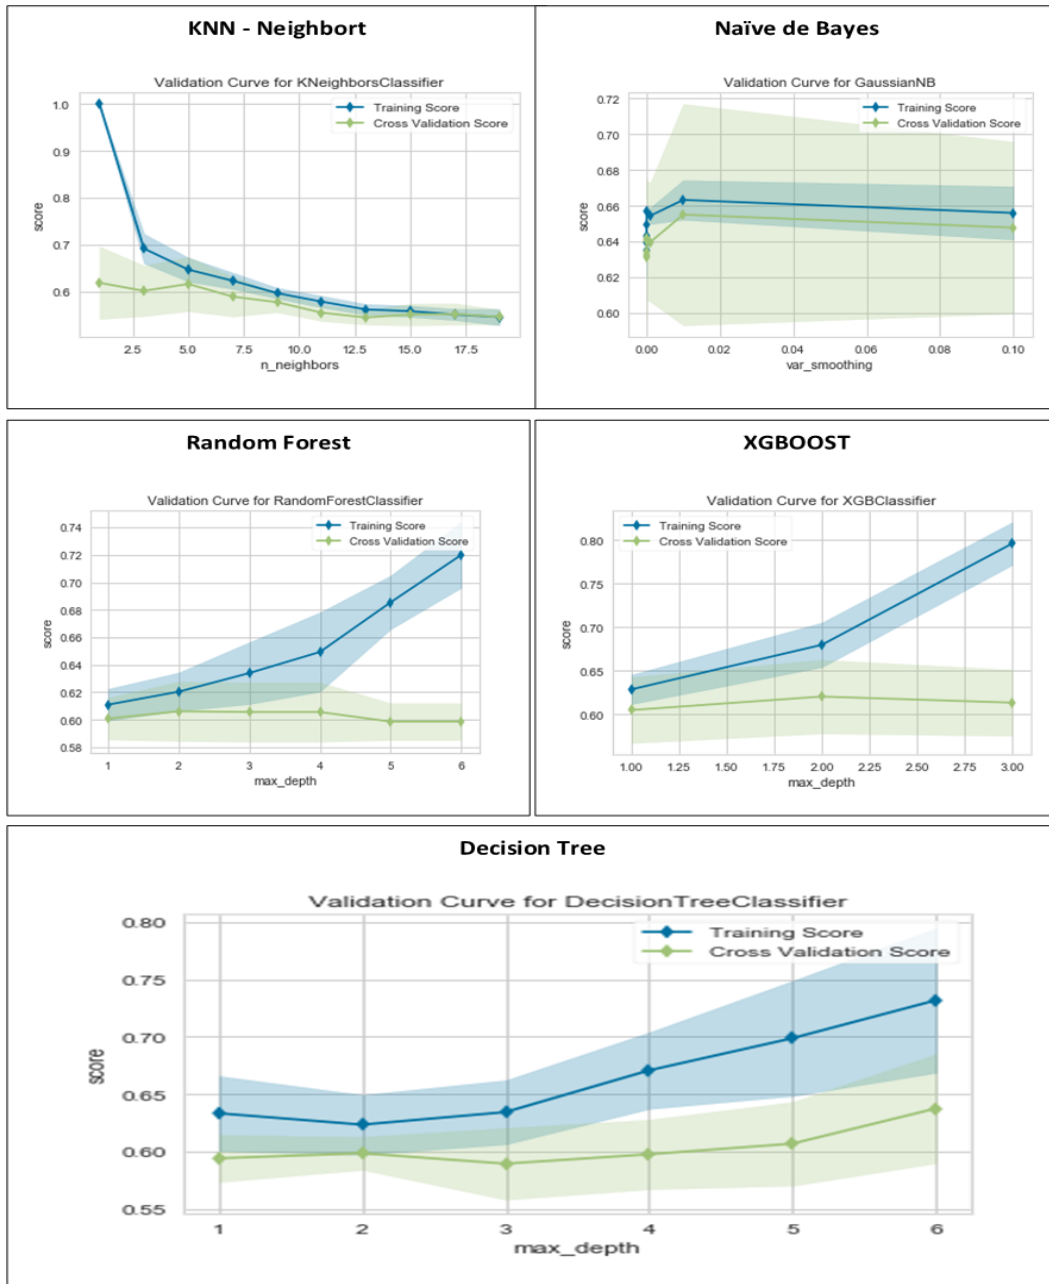 KNN - Neighbort
Validation Curve for KNeighborsClassifier
Training Score
Cross Validation Score
1.0
0.9
0.8
0.7
0.6
score
2.5 5.0 7.5 10.0 12.5 15.0 17.5
n_neighbors
Naïve de Bayes
Validation Curve for GaussianNB
Training Score
Cross Validation Score
0.72
0.70
0.68
0.66
0.64
0.62
0.60
score
0.00 0.02 0.04 0.06 0.08 0.10
var_smoothing
Random Forest
Validation Curve for RandomForestClassifier
Training Score
Cross Validation Score
0.74
0.72
0.70
0.68
0.66
0.64
0.62
0.60
0.58
score
1 2 3 4 5 6
max_depth
XGBOOST
Validation Curve for XGBClassifier
Training Score
Cross Validation Score
0.80
0.75
0.70
0.65
0.60
score
1.00 1.25 1.50 1.75 2.00 2.25 2.50 2.75 3.00
max_depth
Decision Tree
Validation Curve for DecisionTreeClassifier
Training Score
Cross Validation Score
0.80
0.75
0.70
0.65
0.60
0.55
score
1 2 3 4 5 6
max_depth